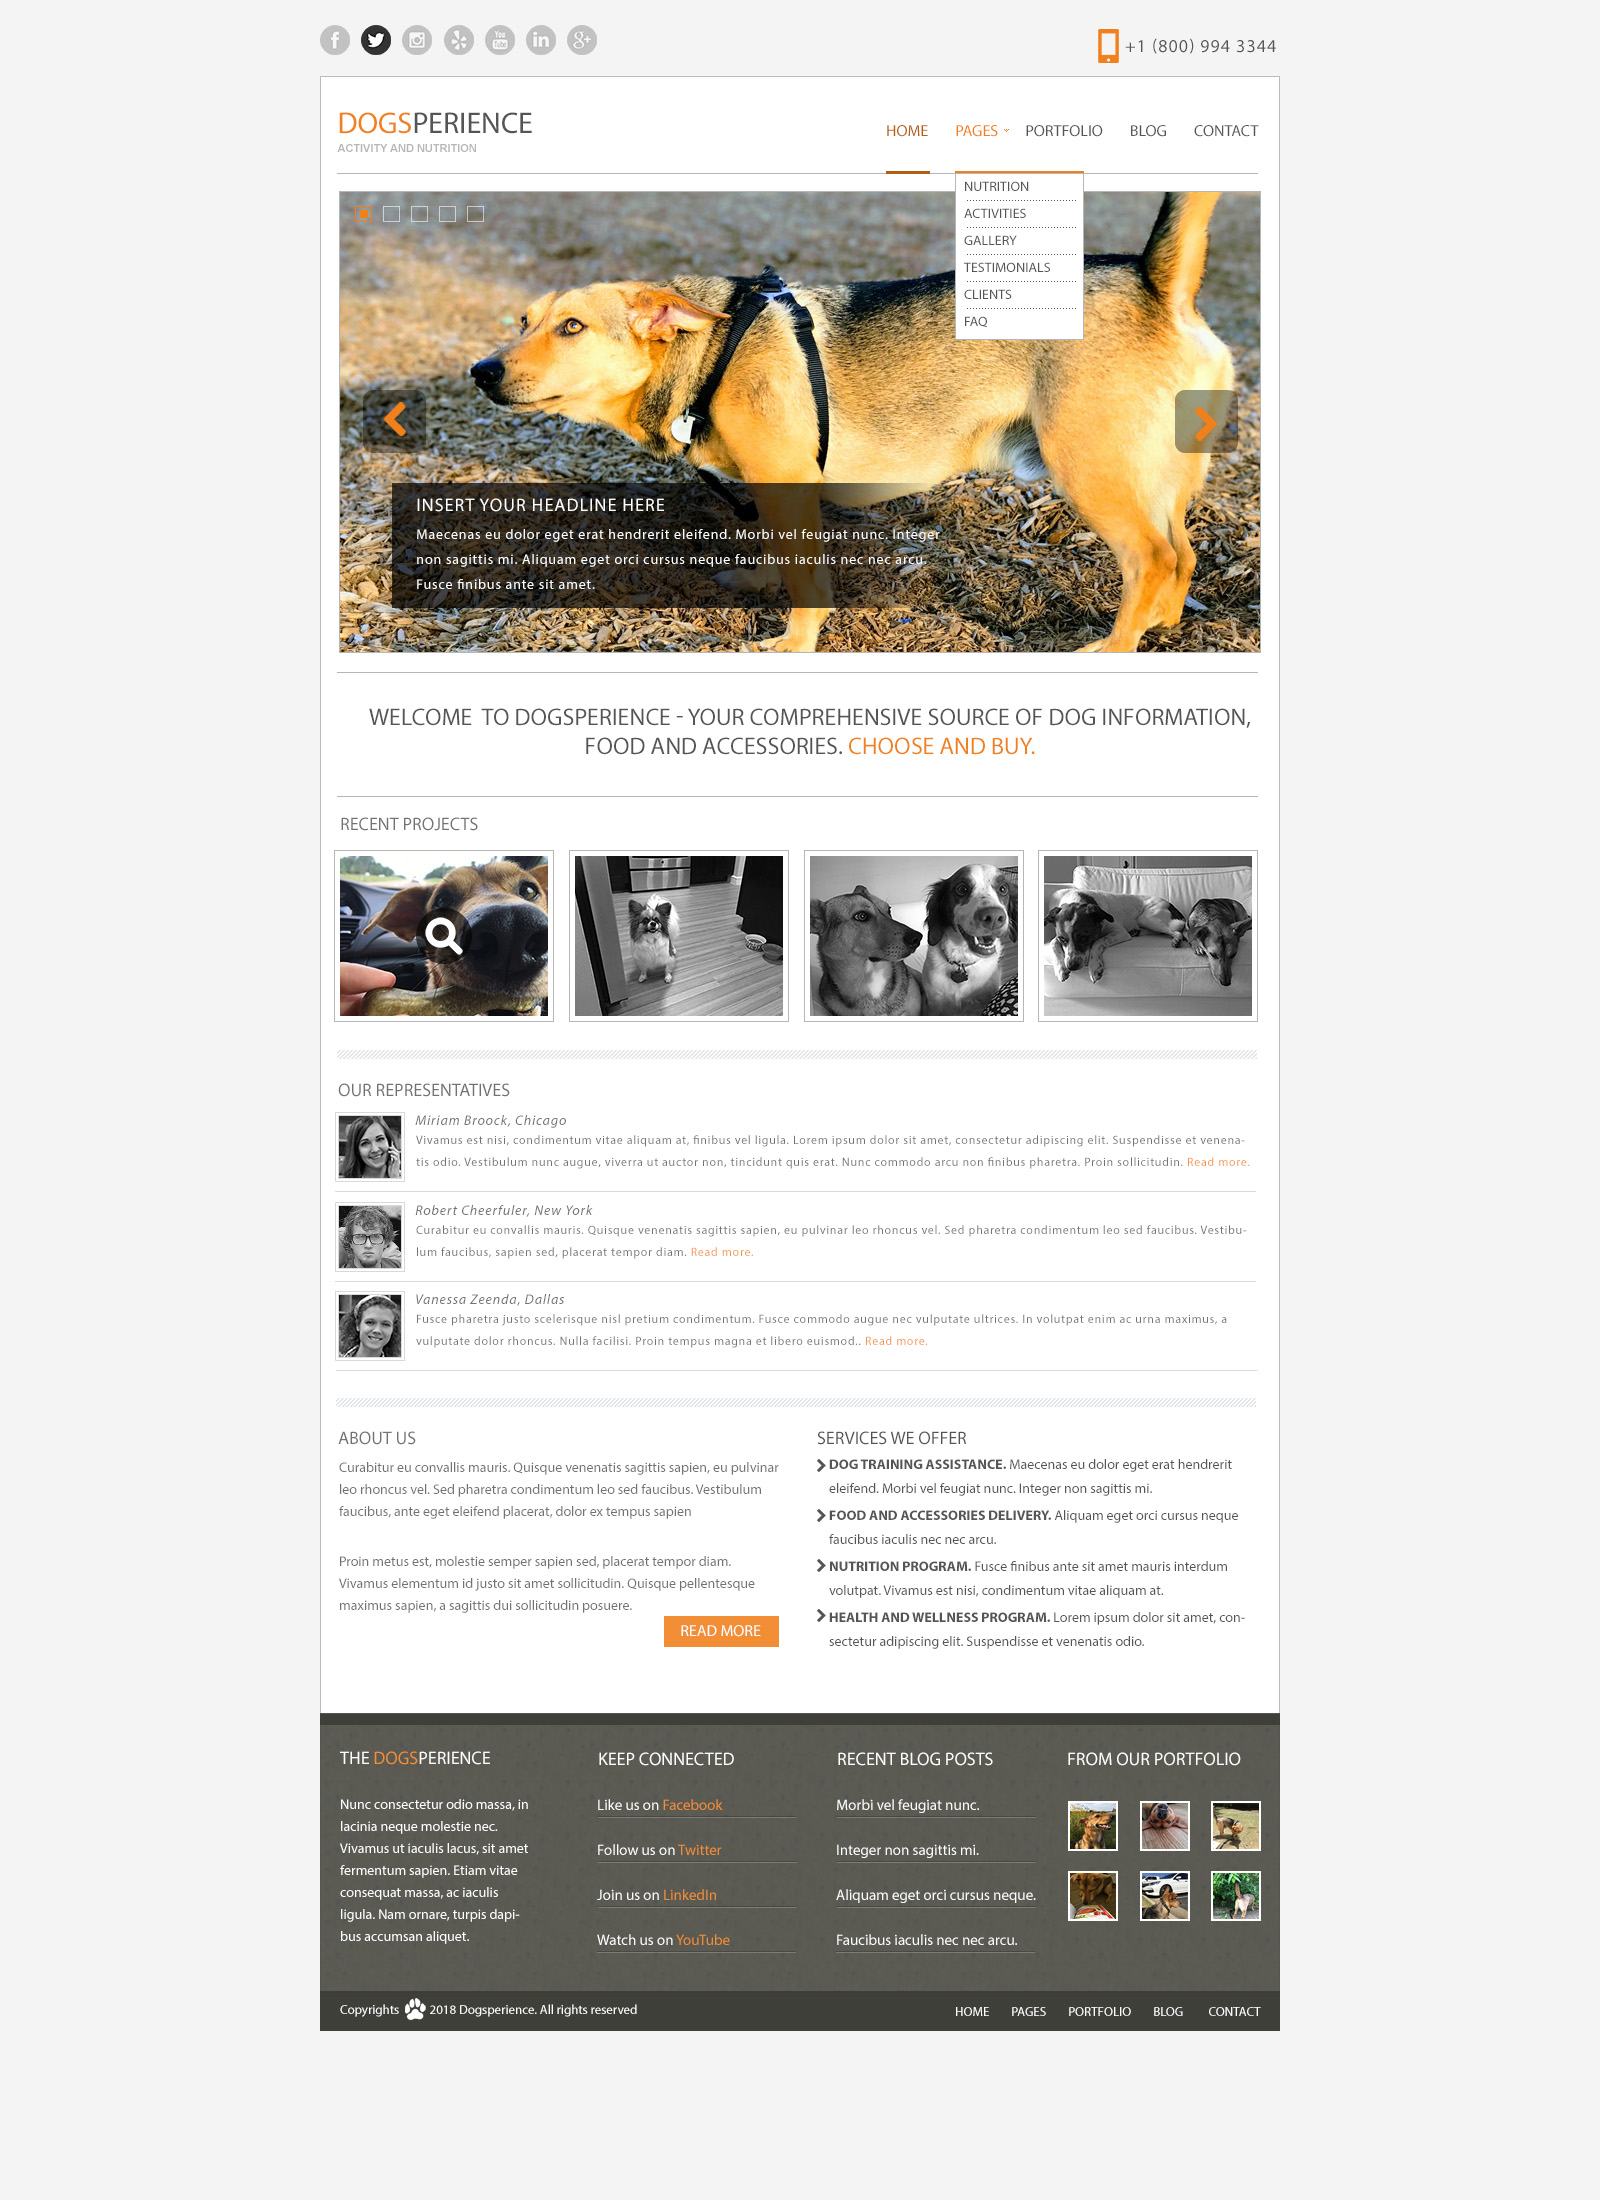 +1 (800) 994 3344
DOGSPERIENCE
ACTIVITY AND NUTRITION
HOME PAGES PORTFOLIO BLOG CONTACT
NUTRITION
ACTIVITIES
GALLERY
TESTIMONIALS
CLIENTS
FAQ
INSERT YOUR HEADLINE HERE
Maecenas eu dolor eget erat hendrerit eleifend. Morbi vel feugiat nunc. Integer
non sagittis mi. Aliquam eget orci cursus neque faucibus iaculis nec nec arcu.
Fusce finibus ante sit amet.
WELCOME TO DOGSPERIENCE - YOUR COMPREHENSIVE SOURCE OF DOG INFORMATION,
FOOD AND ACCESSORIES. CHOOSE AND BUY.
RECENT PROJECTS
OUR REPRESENTATIVES
Miriam Broock, Chicago
Vivamus est nisi, condimentum vitae aliquam at, finibus vel ligula. Lorem ipsum dolor sit amet, consectetur adipiscing elit. Suspendisse et venena-
tis odio. Vestibulum nunc augue, viverra ut auctor non, tincidunt quis erat. Nunc commodo arcu non finibus pharetra. Proin sollicitudin. Read more.
Robert Cheerfuler, New York
Curabitur eu convallis mauris. Quisque venenatis sagittis sapien, eu pulvinar leo rhoncus vel. Sed pharetra condimentum leo sed faucibus. Vestibu-
lum faucibus, sapien sed, placerat tempor diam. Read more.
Vanessa Zeenda, Dallas
Fusce pharetra justo scelerisque nisl pretium condimentum. Fusce commodo augue nec vulputate ultrices. In volutpat enim ac urna maximus, a
vulputate dolor rhoncus. Nulla facilisi. Proin tempus magna et libero euismod.. Read more.
ABOUT US
Curabitur eu convallis mauris. Quisque venenatis sagittis sapien, eu pulvinar
leo rhoncus vel. Sed pharetra condimentum leo sed faucibus. Vestibulum
faucibus, ante eget eleifend placerat, dolor ex tempus sapien
Proin metus est, molestie semper sapien sed, placerat tempor diam.
Vivamus elementum id justo sit amet sollicitudin. Quisque pellentesque
maximus sapien, a sagittis dui sollicitudin posuere.
READ MORE
SERVICES WE OFFER
DOG TRAINING ASSISTANCE. Maecenas eu dolor eget erat hendrerit
eleifend. Morbi vel feugiat nunc. Integer non sagittis mi.
FOOD AND ACCESSORIES DELIVERY. Aliquam eget orci cursus neque
faucibus iaculis nec nec arcu.
NUTRITION PROGRAM. Fusce finibus ante sit amet mauris interdum
volutpat. Vivamus est nisi, condimentum vitae aliquam at.
HEALTH AND WELLNESS PROGRAM. Lorem ipsum dolor sit amet, con-
sectetur adipiscing elit. Suspendisse et venenatis odio.
THE DOGSPERIENCE
Nunc consectetur odio massa, in
lacinia neque molestie nec.
Vivamus ut iaculis lacus, sit amet
fermentum sapien. Etiam vitae
consequat massa, ac iaculis
ligula. Nam ornare, turpis dapi-
bus accumsan aliquet.
KEEP CONNECTED
Like us on Facebook
Follow us on Twitter
Join us on LinkedIn
Watch us on YouTube
RECENT BLOG POSTS
Morbi vel feugiat nunc.
Integer non sagittis mi.
Aliquam eget orci cursus neque.
Faucibus iaculis nec nec arcu.
FROM OUR PORTFOLIO
Copyrights 2018 Dogsperience. All rights reserved
HOME PAGES PORTFOLIO BLOG CONTACT